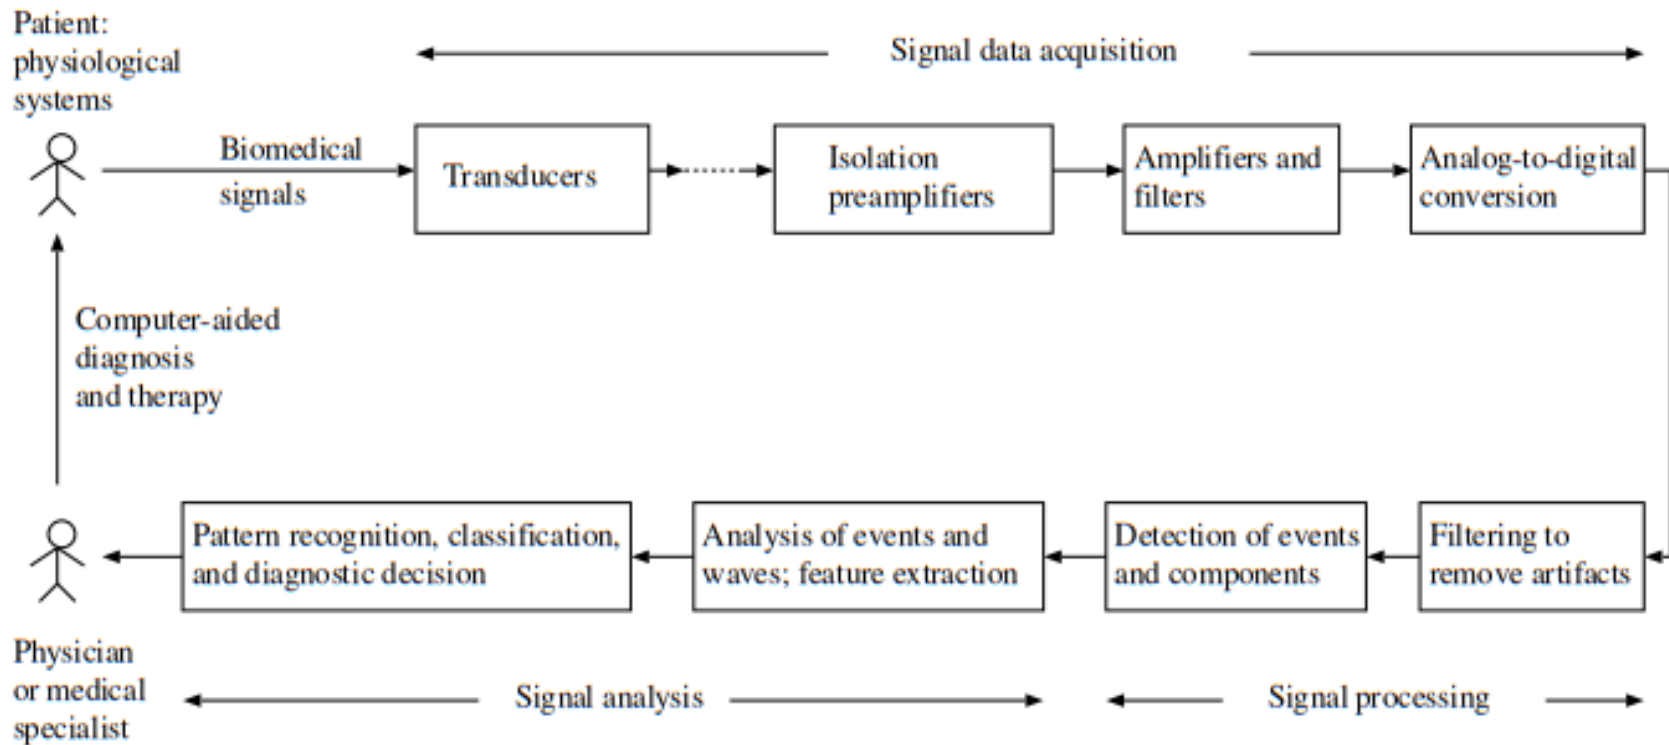 Patient:
physiological
systems
Signal data acquisition
Biomedical
signals
Transducers
Isolation
preamplifiers
Amplifiers and
filters
Analog-to-digital
conversion
Computer-aided
diagnosis
and therapy
Pattern recognition, classification,
and diagnostic decision
Analysis of events and
waves; feature extraction
Detection of events
and components
Filtering to
remove artifacts
Physician
or medical
specialist
Signal analysis
Signal processing